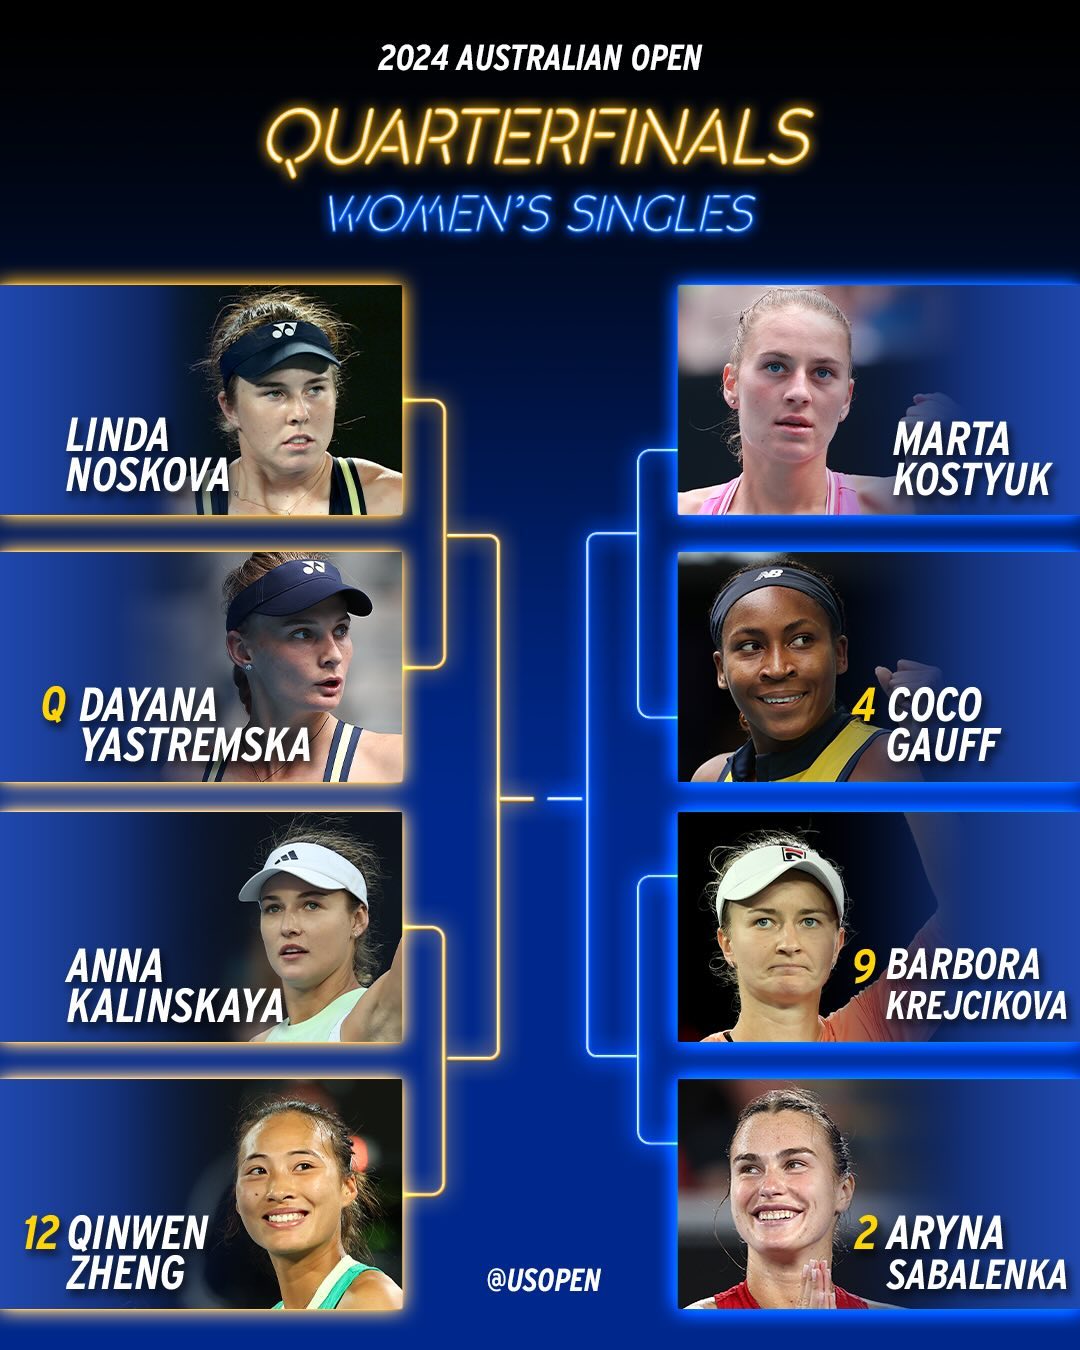 2024 AUSTRALIAN OPEN
QUARTERFINALS
WOMEN'S SINGLES
LINDA
NOSKOVA
Q DAYANA
YASTREMSKA
ANNA
KALINSKAYA
12 QINWEN
ZHENG
MARTA
KOSTYUK
NB
4 COCO
GAUFF
9 BARBORA
KREJCIKOVA
2 ARYNA
SABALENKA
@USOPEN